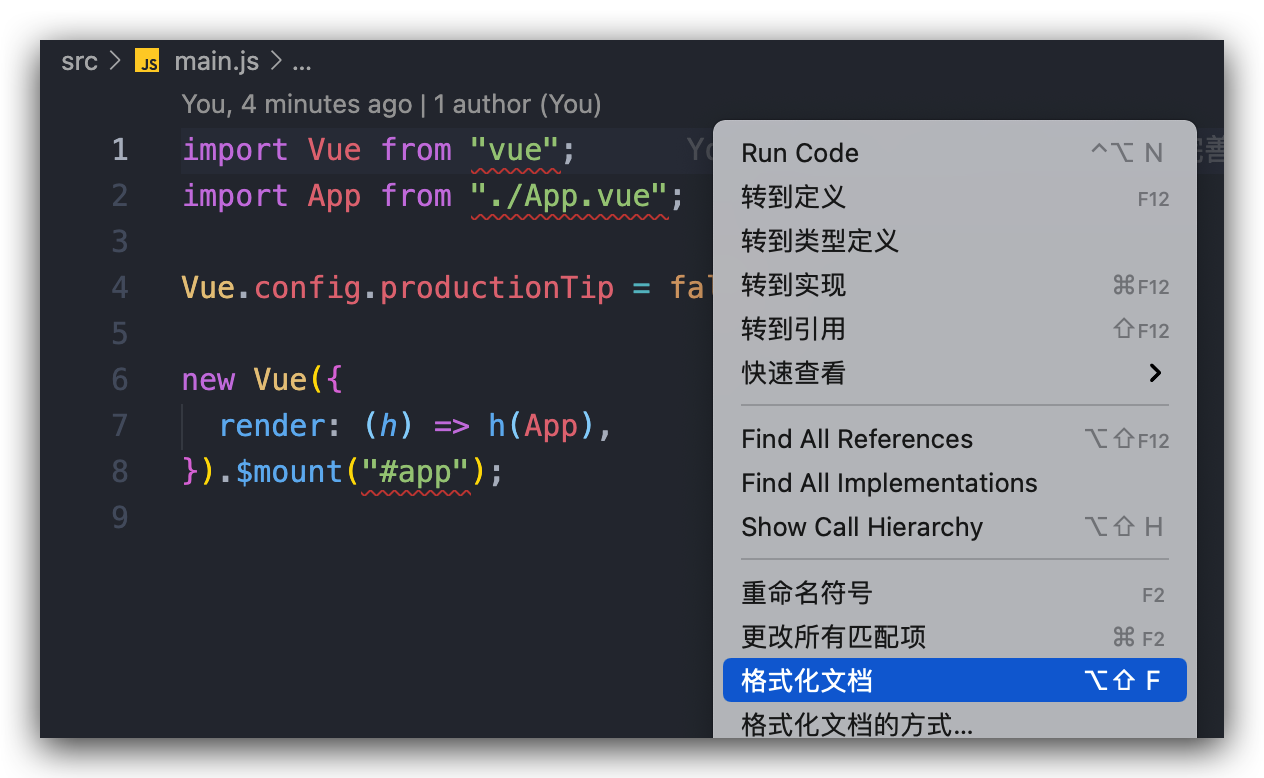 src > JS main.js > ...
You, 4 minutes ago | 1 author (You)
1 import Vue from "vue";
2 import App from "./App.vue";
3
4 Vue.config.productionTip =
5
6 new Vue({
7 render: (h) => h(App),
8 }).$mount("#app");
9
Run Code ^⌥ N
转到定义 F12
转到类型定义
转到实现 ⌘F12
转到引用 ⇧F12
快速查看
Find All References ⌥⇧F12
Find All Implementations
Show Call Hierarchy ⌥⇧ H
重命名符号 F2
更改所有匹配项 ⌘ F2
格式化文档 ⌥⇧ F
格式化文档的方式...